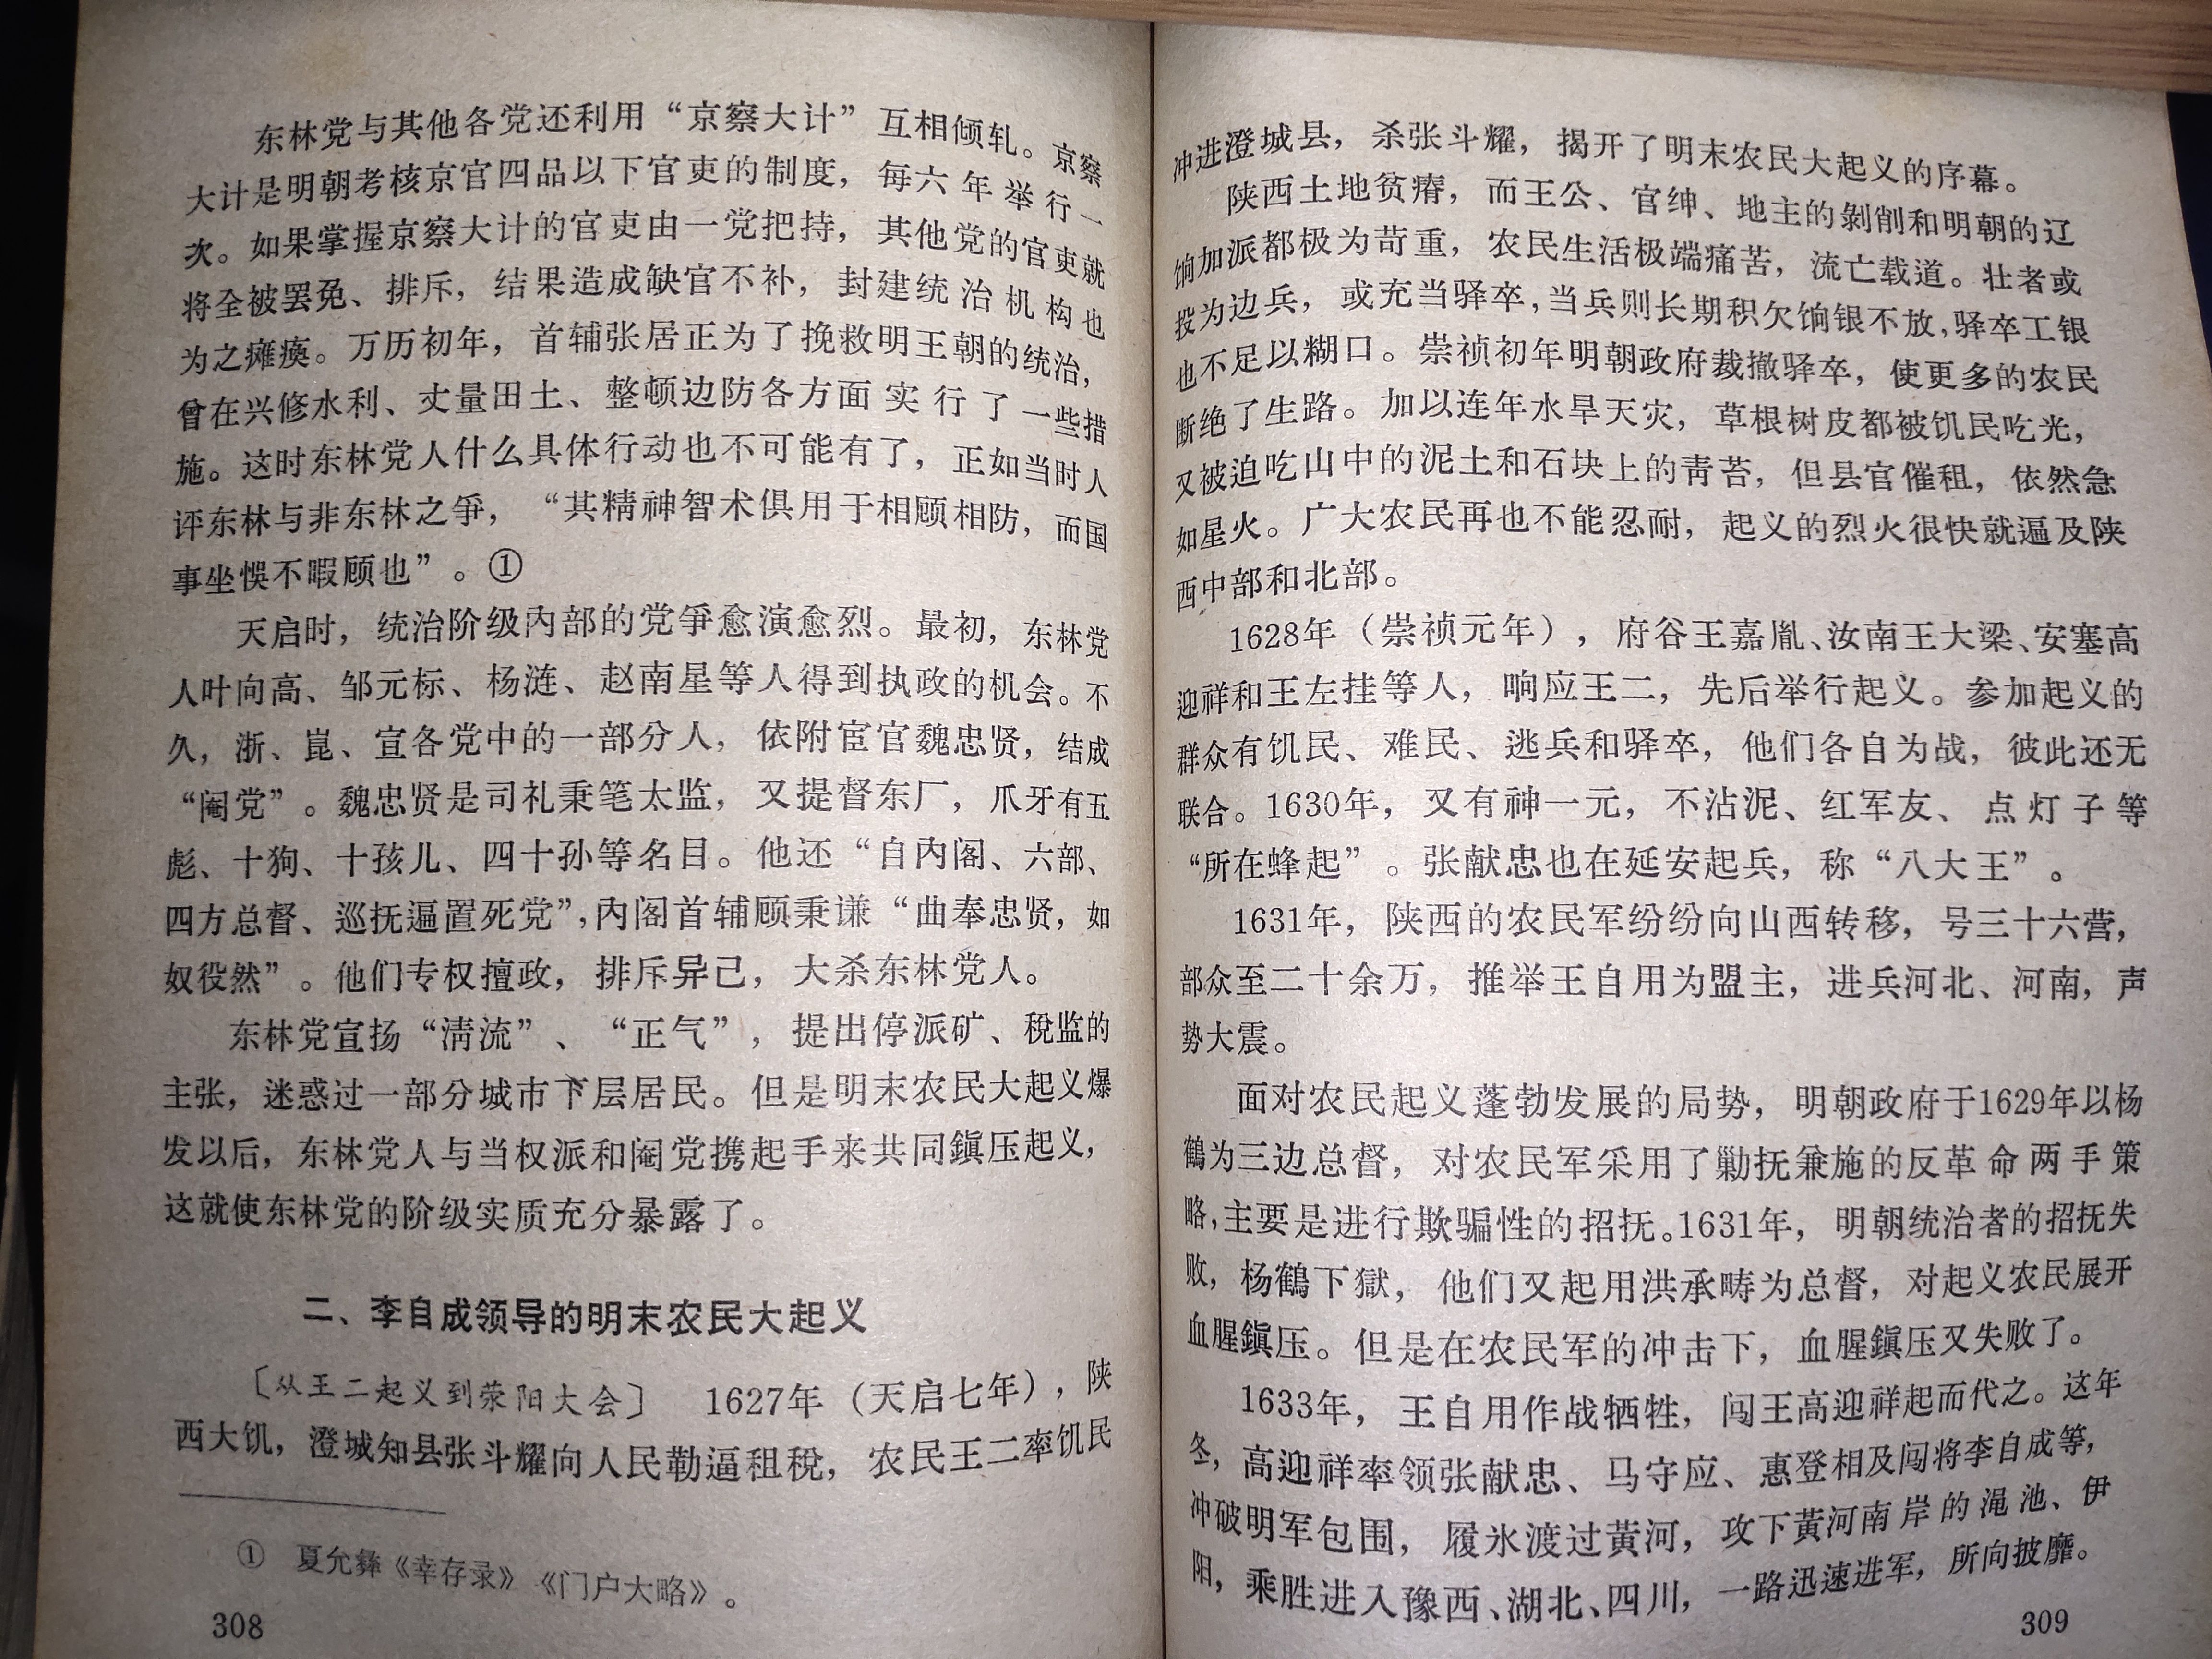 东林党与其他各党还利用“京察大计”互相倾轧。京察
大计是明朝考核京官四品以下官吏的制度，每六年举行一
次。如果掌握京察大计的官吏由一党把持，其他党的官吏就
将全被罢免、排斥，结果造成缺官不补，封建统治机构也
为之瘫痪。万历初年，首辅张居正为了挽救明王朝的统治，
曾在兴修水利、丈量田土、整顿边防各方面实行了一些措
施。这时东林党人什么具体行动也不可能有了，正如当时人
评东林与非东林之爭，“共精神智术俱用于相顾相防，而国
事坐悞不暇顾也”。①
天启时，统治阶级内部的党爭愈演愈烈。最初，东林党
人叶向高、邹元标、杨涟、赵南星等人得到执政的机会。不
久，浙、崑、宣各党中的一部分人，依附宦官魏忠贤，结成
“阉党”。魏忠贤是司礼秉笔太监，又提督东厂，爪牙有五
彪、十狗、十孩儿、四十孙等名目。他还“自内阁、六部、
四方总督、巡抚遍置死党”，内阁首辅顾秉谦“曲奉忠贤，如
奴役然”。他们专权擅政，排斥异己，大杀东林党人。
东林党宣扬“清流”、“正气”，提出停派矿、税监的
主张，迷惑过一部分城市下层居民。但是明末农民大起义爆
发以后，东林党人与当权派和阉党携起手来共同鎭压起义，
这就使东林党的阶级实质充分暴露了。
二、李自成领导的明末农民大起义
〔从王二起义到荥阳大会〕 1627年（天启七年），陕
西大饥，澄城知县张斗耀向人民勒逼租税，农民王二率饥民
① 夏允彝《幸存录》《门户大略》。
308
冲进澄城县，杀张斗耀，揭开了明末农民大起义的序幕。
陕西土地贫瘠，而王公、官绅、地主的剝削和明朝的辽
饷加派都极为苛重，农民生活极端痛苦，流亡载道。壮者或
投为边兵，或充当驿卒，当兵则长期积欠饷银不放，驿卒工银
也不足以糊口。崇祯初年明朝政府裁撤驿卒，使更多的农民
断绝了生路。加以连年水旱天灾，草根树皮都被饥民吃光，
又被迫吃山中的泥土和石块上的青苔，但县官催租，依然急
如星火。广大农民再也不能忍耐，起义的烈火很快就遍及陕
西中部和北部。
1628年（崇祯元年），府谷王嘉胤、汝南王大梁、安塞高
迎祥和王左挂等人，响应王二，先后举行起义。参加起义的
群众有饥民、难民、逃兵和驿卒，他们各自为战，彼此还无
联合。1630年，又有神一元，不沾泥、红军友、点灯子等
“所在蜂起”。张献忠也在延安起兵，称“八大王”。
1631年，陕西的农民军纷纷向山西转移，号三十六营，
部众至二十余万，推举王自用为盟主，进兵河北、河南，声
势大震。
面对农民起义蓬勃发展的局势，明朝政府于1629年以杨
鹤为三边总督，对农民军采用了剿抚兼施的反革命两手策
略，主要是进行欺骗性的招抚。1631年，明朝统治者的招抚失
败，杨鹤下獄，他们又起用洪承畴为总督，对起义农民展开
血腥鎭压。但是在农民军的冲击下，血腥鎭压又失败了。
1633年，王自用作战牺牲，闯王高迎祥起而代之。这年
冬，高迎祥率领张献忠、马守应、惠登相及闯将李自成等，
冲破明军包围，履氷渡过黄河，攻下黄河南岸的渑池、伊
阳，乘胜进入豫西、湖北、四川，一路迅速进军，所向披靡。
309